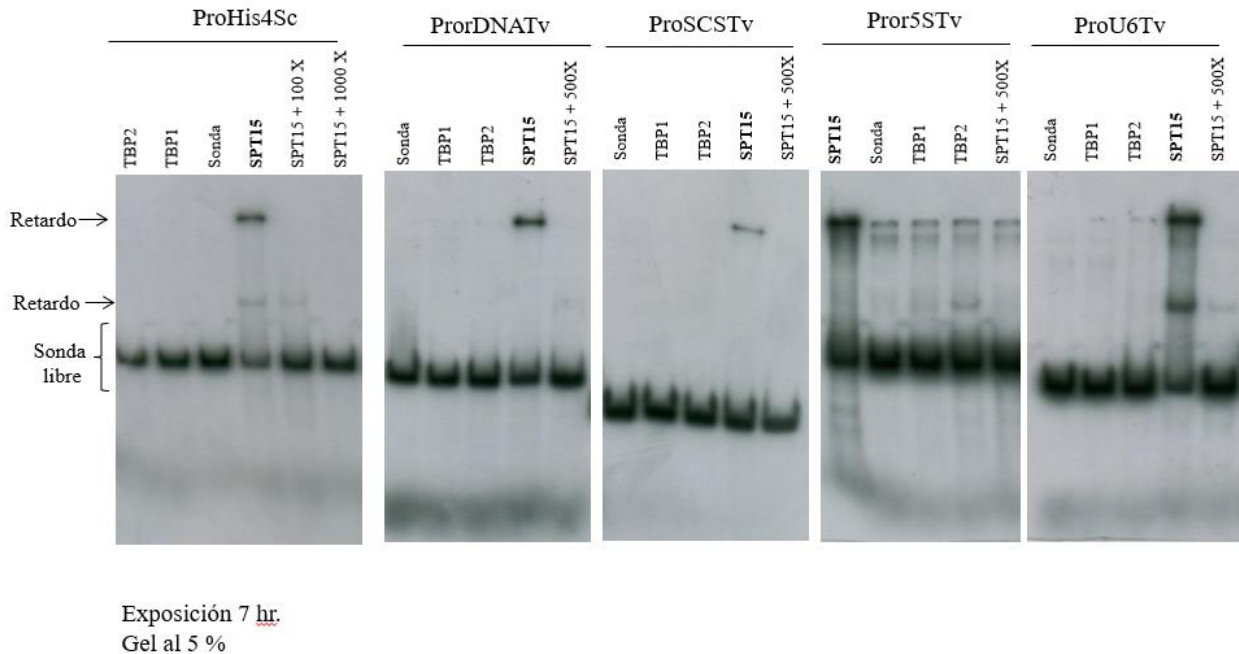 ProHis4Sc
TBP2
TBP1
Sonda
SPT15
SPT15 + 100 X
SPT15 + 1000 X
ProrDNATv
Sonda
TBP1
TBP2
SPT15
SPT15 + 500X
ProSCSTv
Sonda
TBP1
TBP2
SPT15
SPT15 + 500X
Pror5STv
SPT15
Sonda
TBP1
TBP2
SPT15 + 500X
ProU6Tv
Sonda
TBP1
TBP2
SPT15
SPT15 + 500X
Retardo
Retardo
Sonda
libre
Exposición 7 hr.
Gel al 5 %